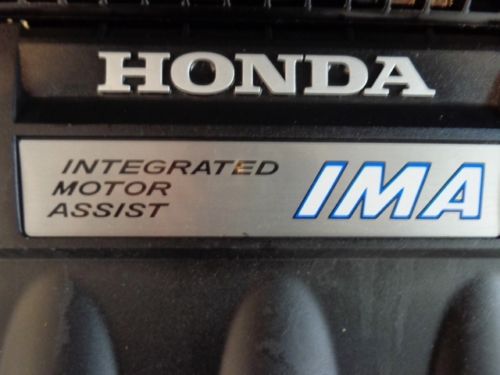 HONDA
INTEGRATED
MOTOR
ASSIST
IMA